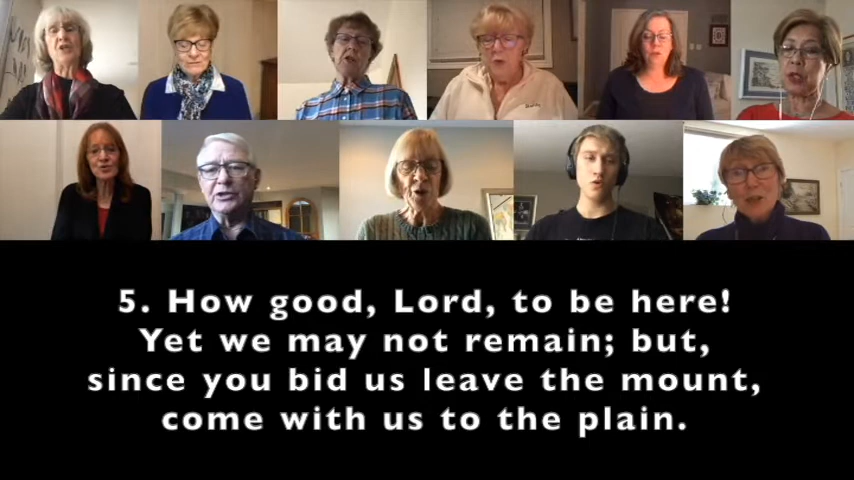 5. How good, Lord, to be here!
Yet we may not remain; but,
since you bid us leave the mount,
come with us to the plain.